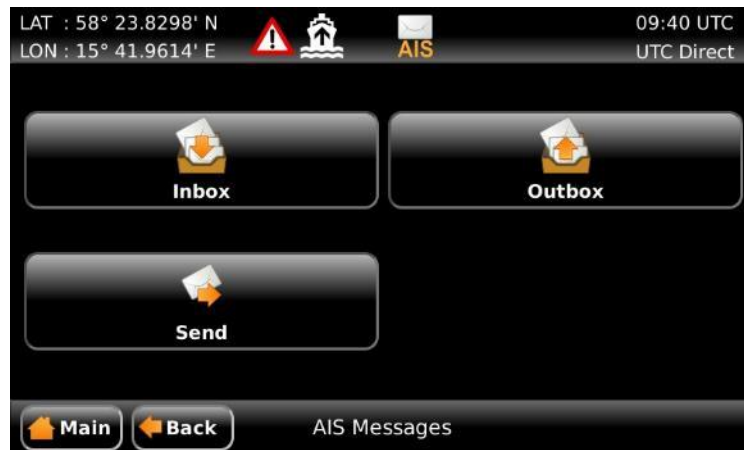 LAT : 58° 23.8298' N
LON : 15° 41.9614' E
AIS
09:40 UTC
UTC Direct
Inbox
Outbox
Send
Main
Back
AIS Messages